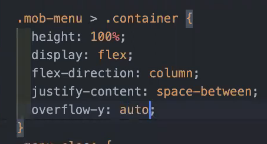 .mob-menu > .container {
height: 100%;
display: flex;
flex-direction: column;
justify-content: space-between;
overflow-y: auto;
}